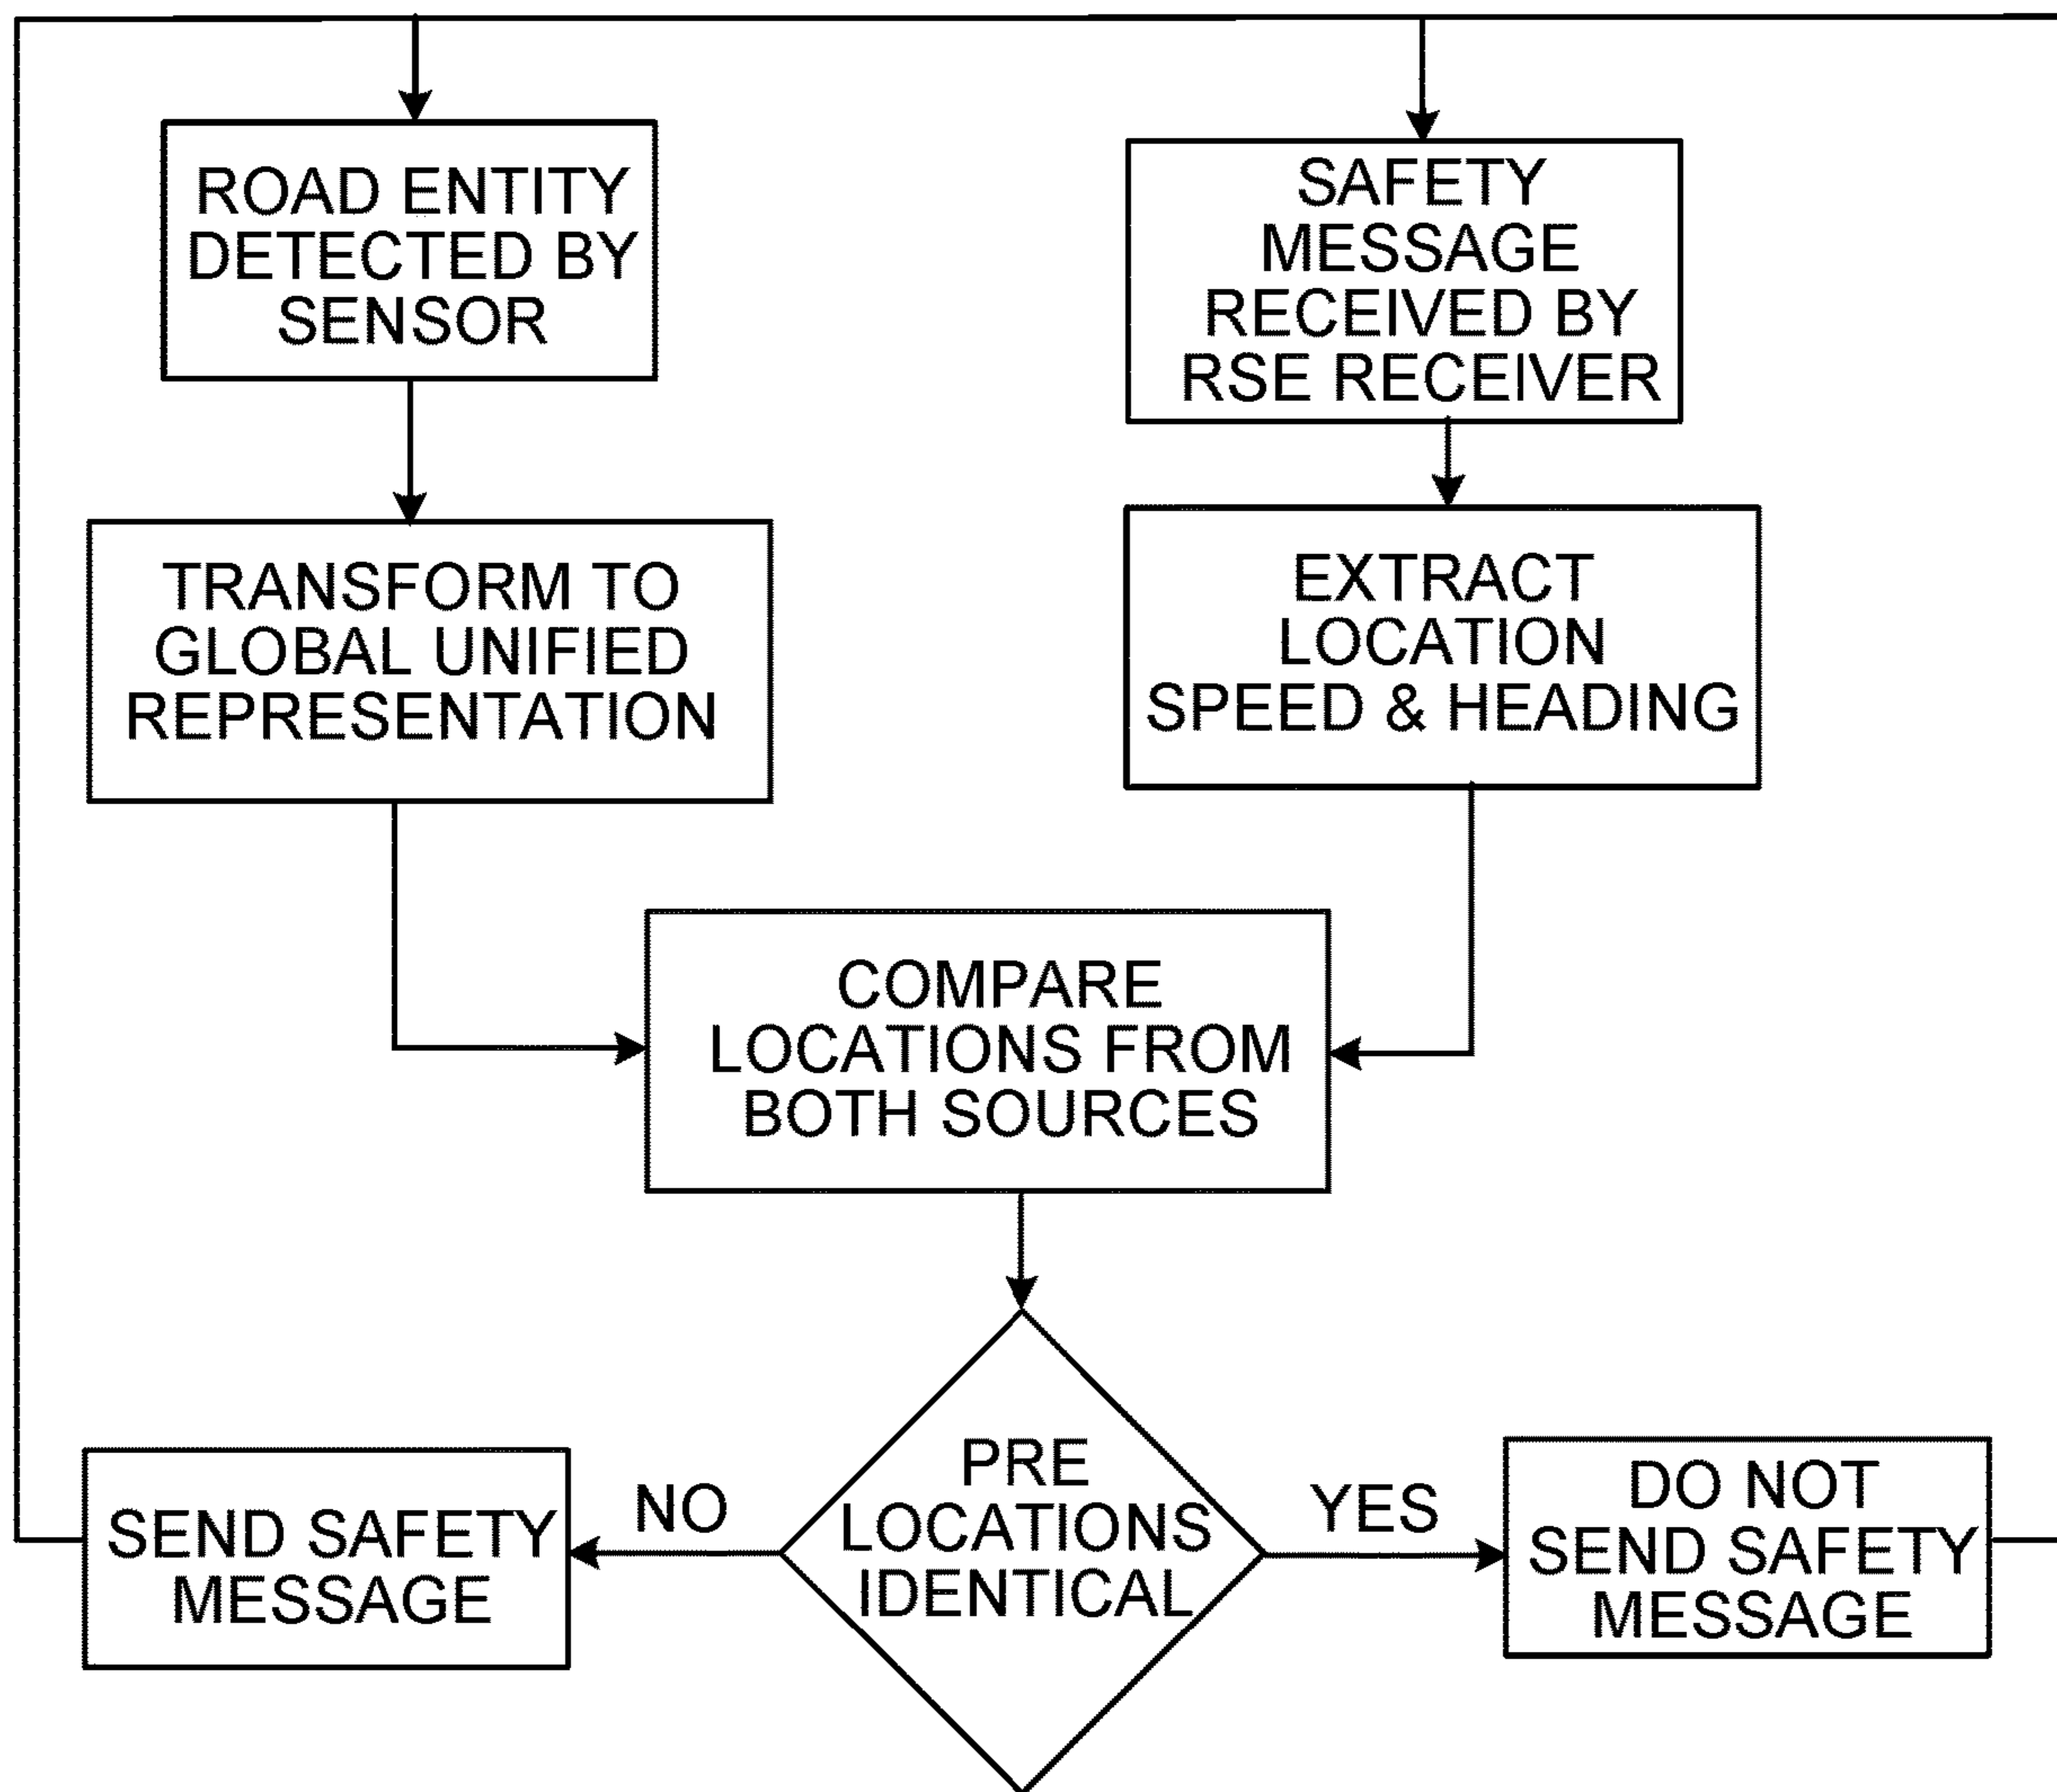 ROAD ENTITY
DETECTED BY
SENSOR
SAFETY
MESSAGE
RECEIVED BY
RSE RECEIVER
TRANSFORM TO
GLOBAL UNIFIED
REPRESENTATION
EXTRACT
LOCATION
SPEED & HEADING
COMPARE
LOCATIONS FROM
BOTH SOURCES
PRE
LOCATIONS
IDENTICAL
NO
YES
SEND SAFETY
MESSAGE
DO NOT
SEND SAFETY
MESSAGE